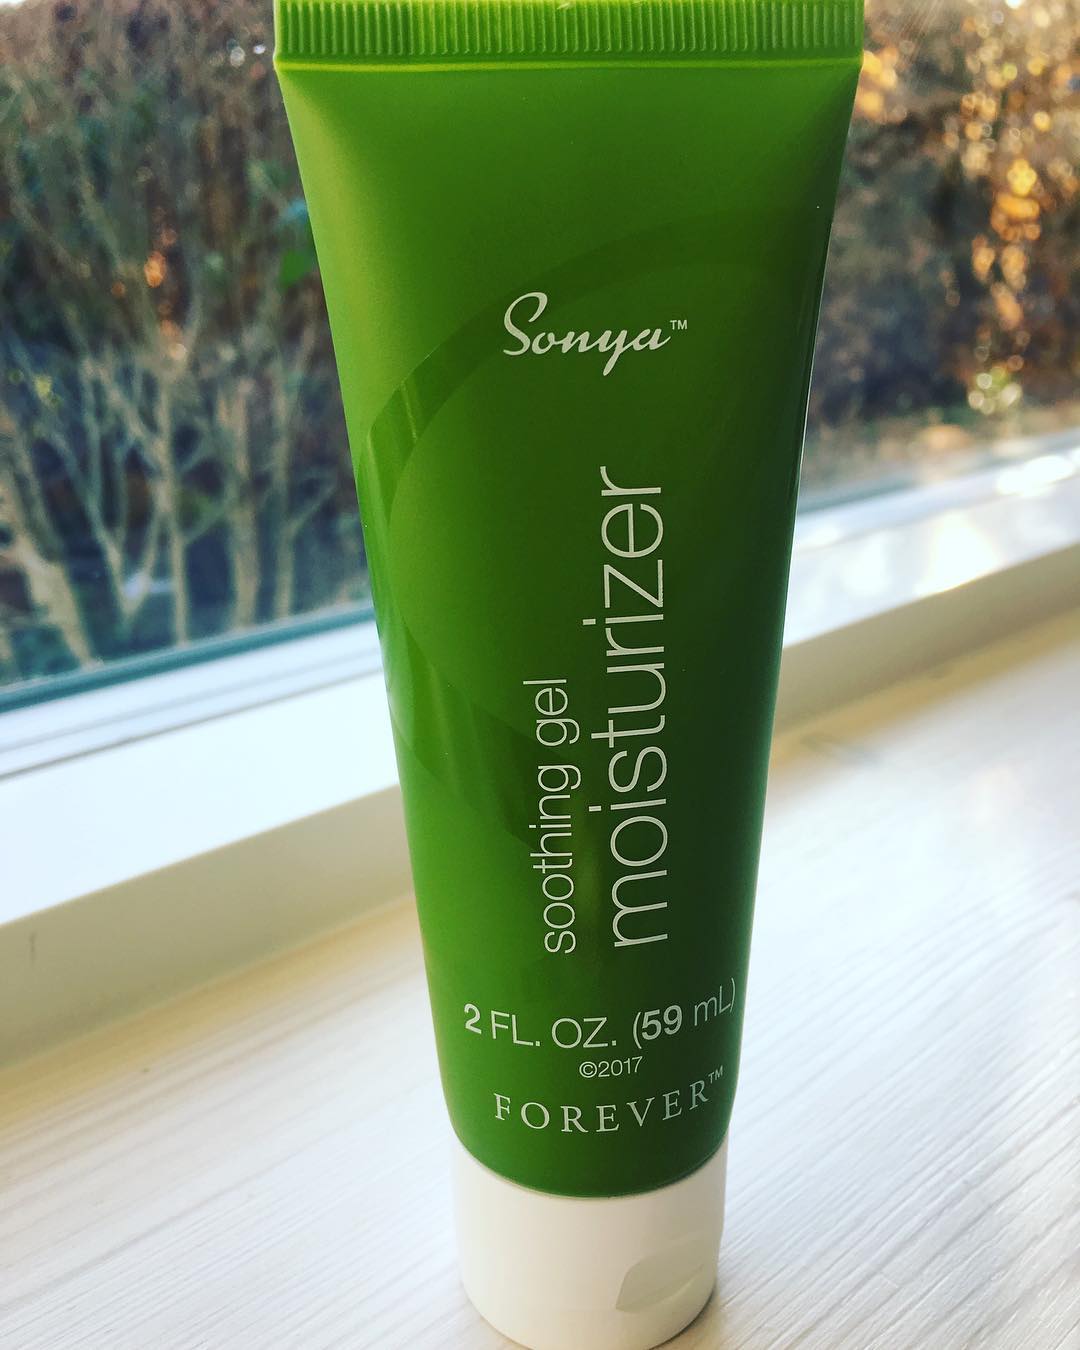 Sonya™
soothing gel
moisturizer
2 FL. OZ. (59 mL)
©2017
FOREVER™